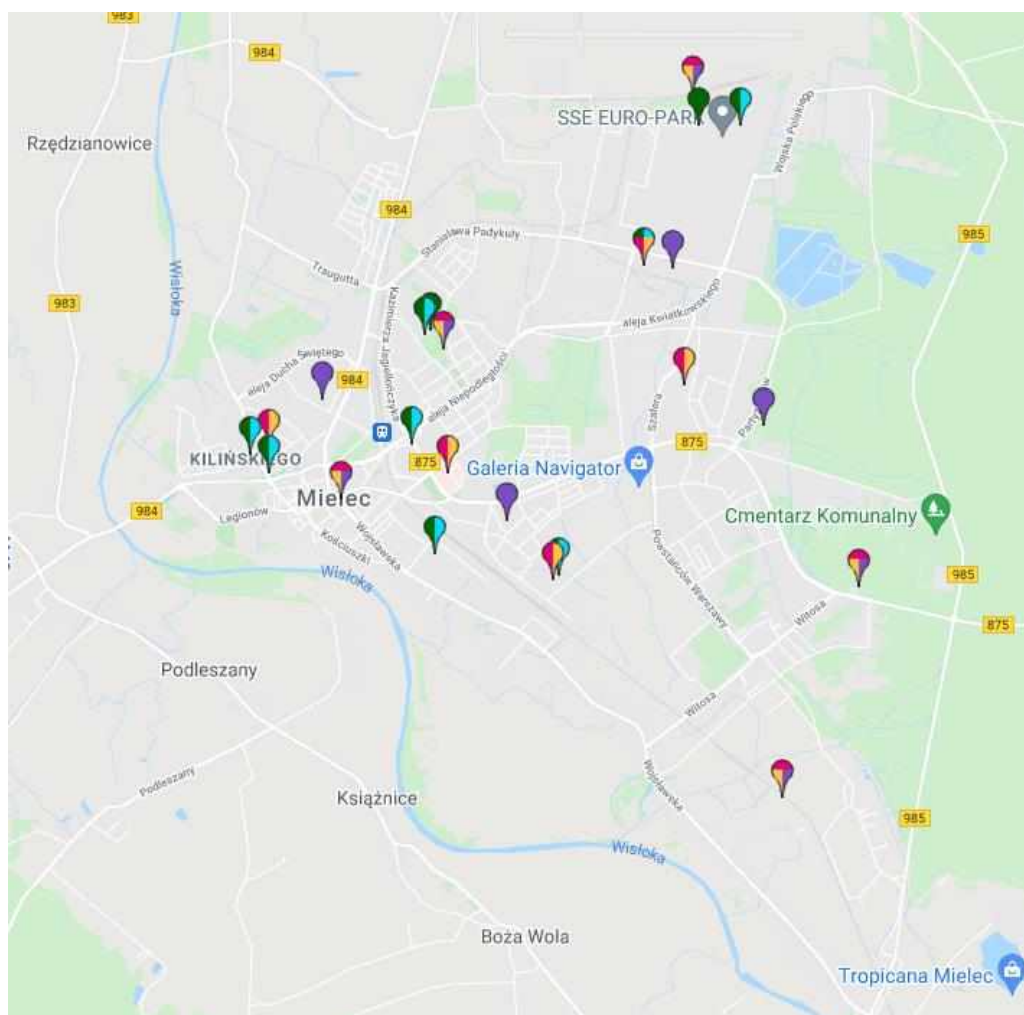 983
984
SSE EURO-PARK
Wojska Polskiego
Rzędzianowice
984
Stanisława Padykuły
985
Traugutta
Wisłoka
983
Kazimierza Jagiellończyka
aleja Kwiatkowskiego
aleja Ducha Świętego
984
aleja Niepodległości
Szafera
875
KILIŃSKIEGO
875
Galeria Navigator
Mielec
984
Legionów
Cmentarz Komunalny
Kościuszki
Wojsławska
Powstańców Warszawy
Wisłoka
985
Witosa
875
Podleszany
Witosa
Podleszany
Książnice
Wojsławska
985
Wisłoka
Boża Wola
Tropicana Mielec